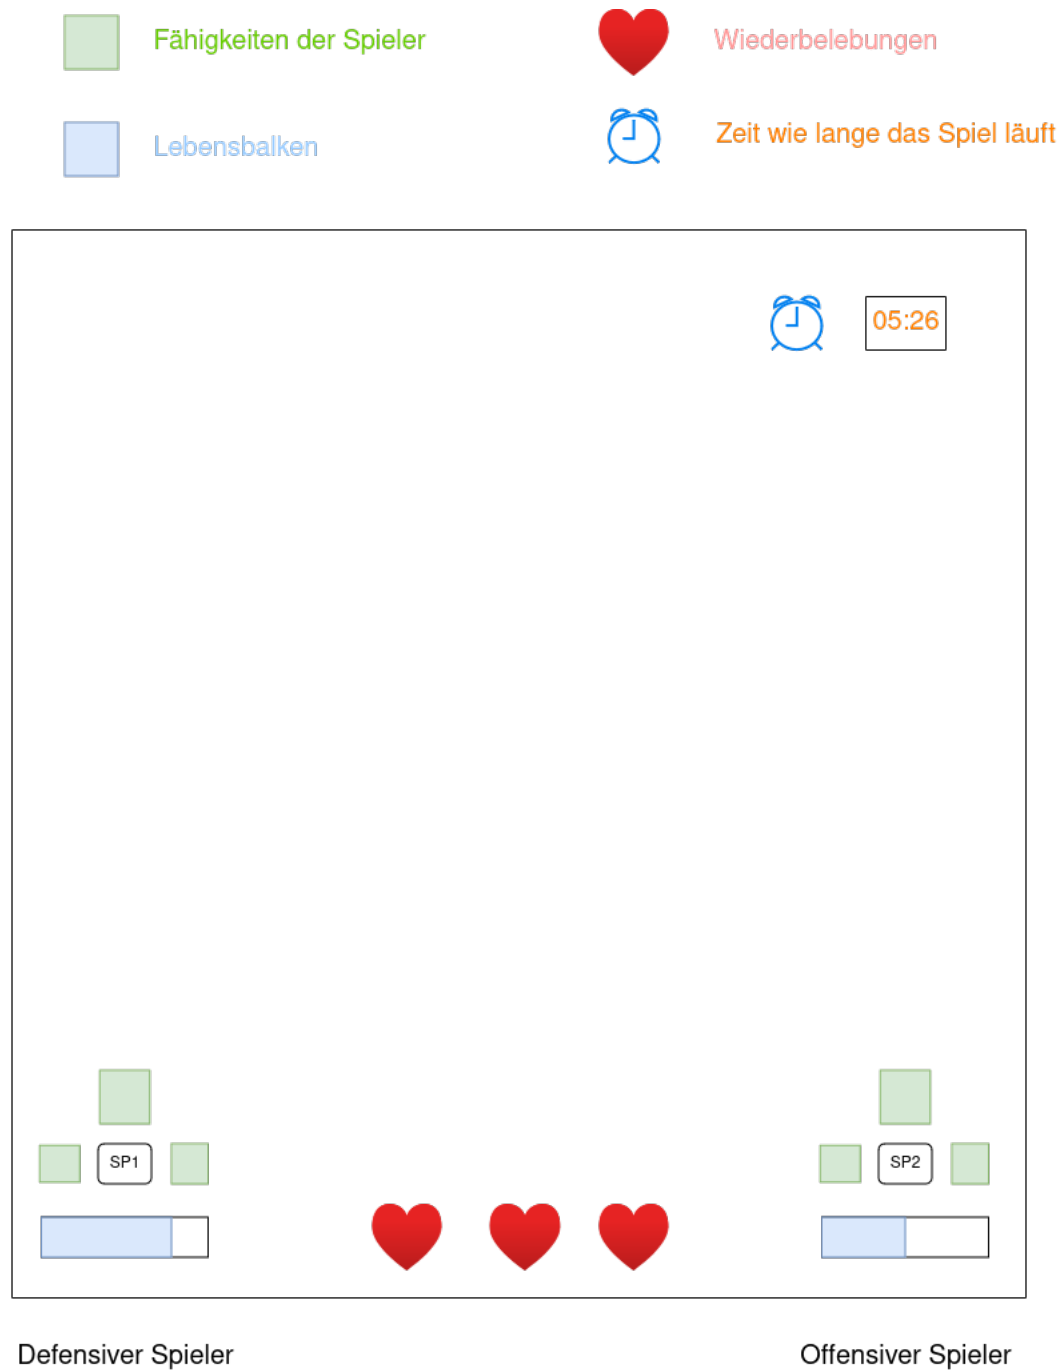 Fähigkeiten der Spieler
Wiederbelebungen
Lebensbalken
Zeit wie lange das Spiel läuft
05:26
SP1
SP2
Defensiver Spieler
Offensiver Spieler